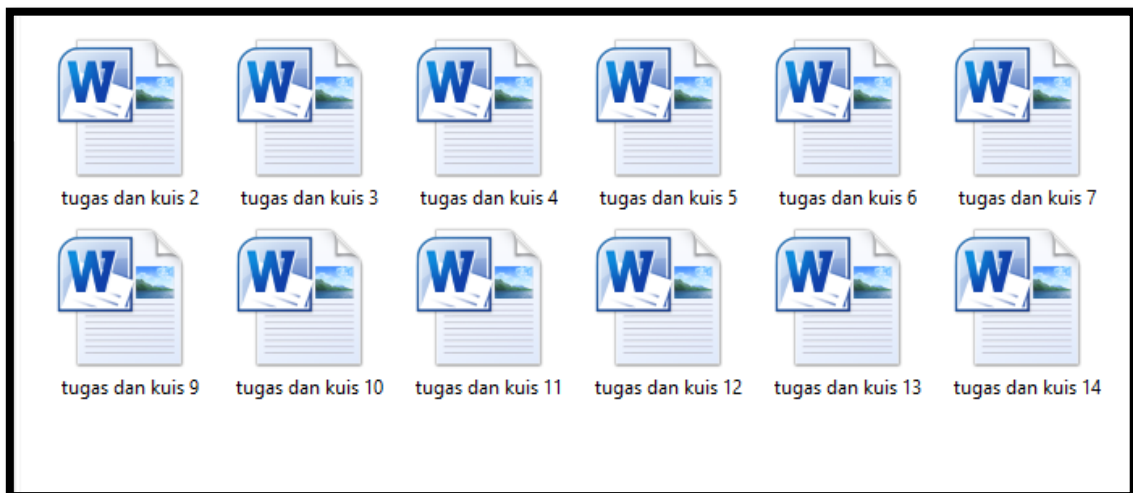 tugas dan kuis 2
tugas dan kuis 3
tugas dan kuis 4
tugas dan kuis 5
tugas dan kuis 6
tugas dan kuis 7
tugas dan kuis 9
tugas dan kuis 10
tugas dan kuis 11
tugas dan kuis 12
tugas dan kuis 13
tugas dan kuis 14